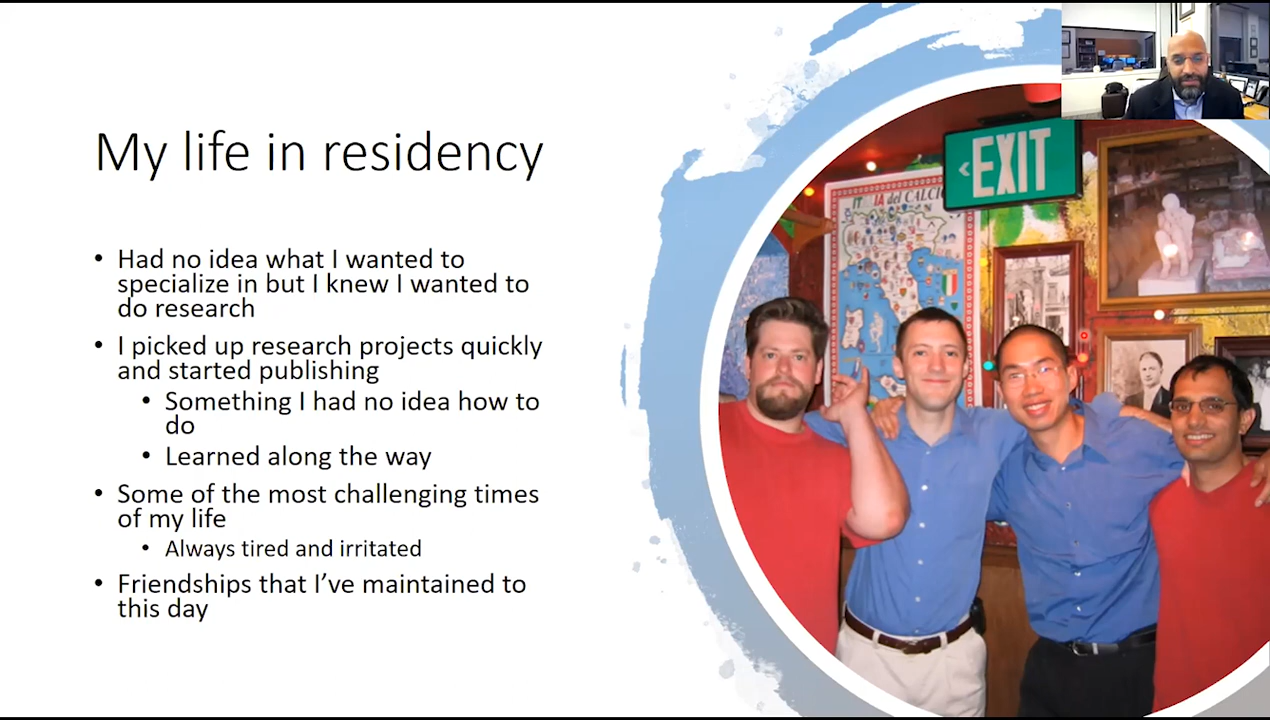 My life in residency
• Had no idea what I wanted to
specialize in but I knew I wanted to
do research
• I picked up research projects quickly
and started publishing
• Something I had no idea how to
do
• Learned along the way
• Some of the most challenging times
of my life
• Always tired and irritated
• Friendships that I’ve maintained to
this day
EXIT
ITALIA del CALCIO